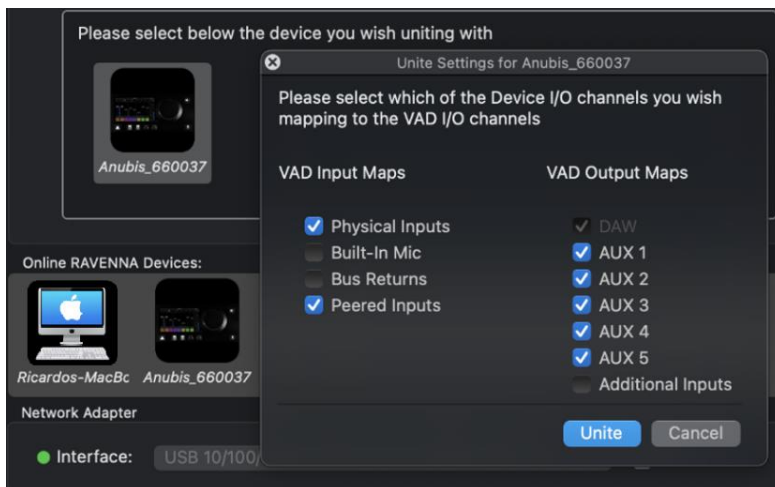 Please select below the device you wish uniting with
Anubis_660037
Unite Settings for Anubis_660037
Please select which of the Device I/O channels you wish
mapping to the VAD I/O channels
VAD Input Maps
Physical Inputs
Built-In Mic
Bus Returns
Peered Inputs
VAD Output Maps
DAW
AUX 1
AUX 2
AUX 3
AUX 4
AUX 5
Additional Inputs
Unite
Cancel
Online RAVENNA Devices:
Ricardos-MacBc
Anubis_660037
Network Adapter
Interface:
USB 10/100/